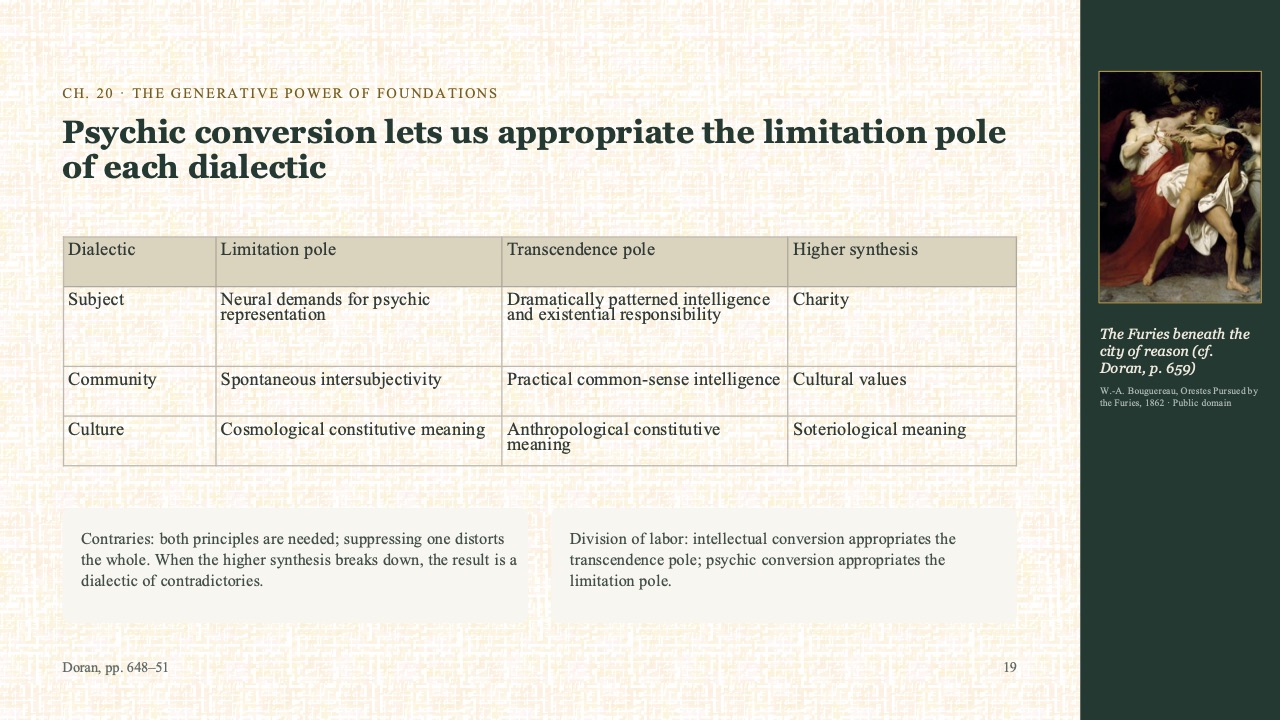 CH. 20 · THE GENERATIVE POWER OF FOUNDATIONS
Psychic conversion lets us appropriate the limitation pole
of each dialectic
Dialectic
Limitation pole
Transcendence pole
Higher synthesis
Subject
Neural demands for psychic
representation
Dramatically patterned intelligence
and existential responsibility
Charity
Community
Spontaneous intersubjectivity
Practical common-sense intelligence
Cultural values
Culture
Cosmological constitutive meaning
Anthropological constitutive
meaning
Soteriological meaning
Contraries: both principles are needed; suppressing one distorts
the whole. When the higher synthesis breaks down, the result is a
dialectic of contradictories.
Division of labor: intellectual conversion appropriates the
transcendence pole; psychic conversion appropriates the
limitation pole.
Doran, pp. 648–51
19
The Furies beneath the
city of reason (cf.
Doran, p. 659)
W.-A. Bouguereau, Orestes Pursued by
the Furies, 1862 · Public domain